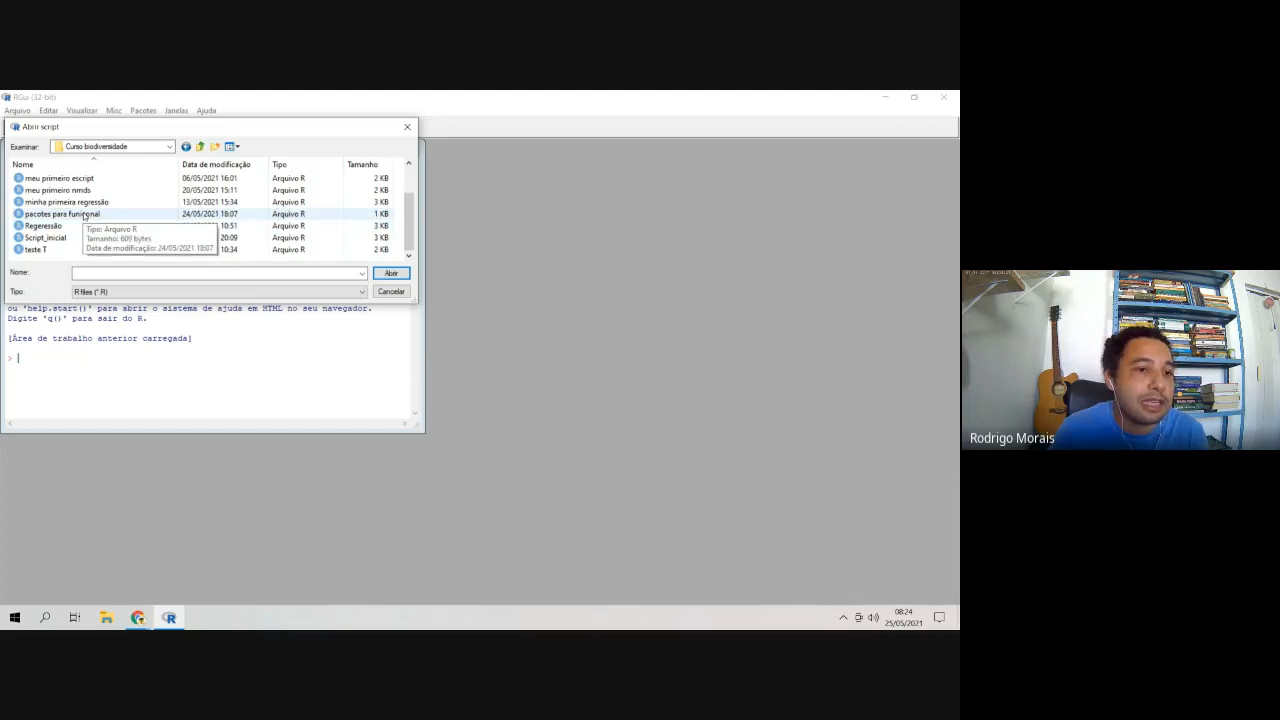 RGui (32-bit)
Arquivo Editar Visualizar Misc Pacotes Janelas Ajuda
Abrir script
Examinar: Curso biodiversidade
Nome Data de modificação Tipo Tamanho
meu primeiro escript 06/05/2021 16:01 Arquivo R 2 KB
meu primeiro nmds 20/05/2021 15:11 Arquivo R 2 KB
minha primeira regressão 13/05/2021 15:34 Arquivo R 3 KB
pacotes para funcional 24/05/2021 18:07 Arquivo R 1 KB
Regeressão 10:51 Arquivo R 3 KB
Script_inicial 20:09 Arquivo R 3 KB
teste T 10:34 Arquivo R 2 KB
Tipo: Arquivo R
Tamanho: 609 bytes
Data de modificação: 24/05/2021 18:07
Nome: Abrir
Tipo: R files (*.R) Cancelar
ou 'help.start()' para abrir o sistema de ajuda em HTML no seu navegador.
Digite 'q()' para sair do R.
[Área de trabalho anterior carregada]
>
Rodrigo Morais
08:24
25/05/2021